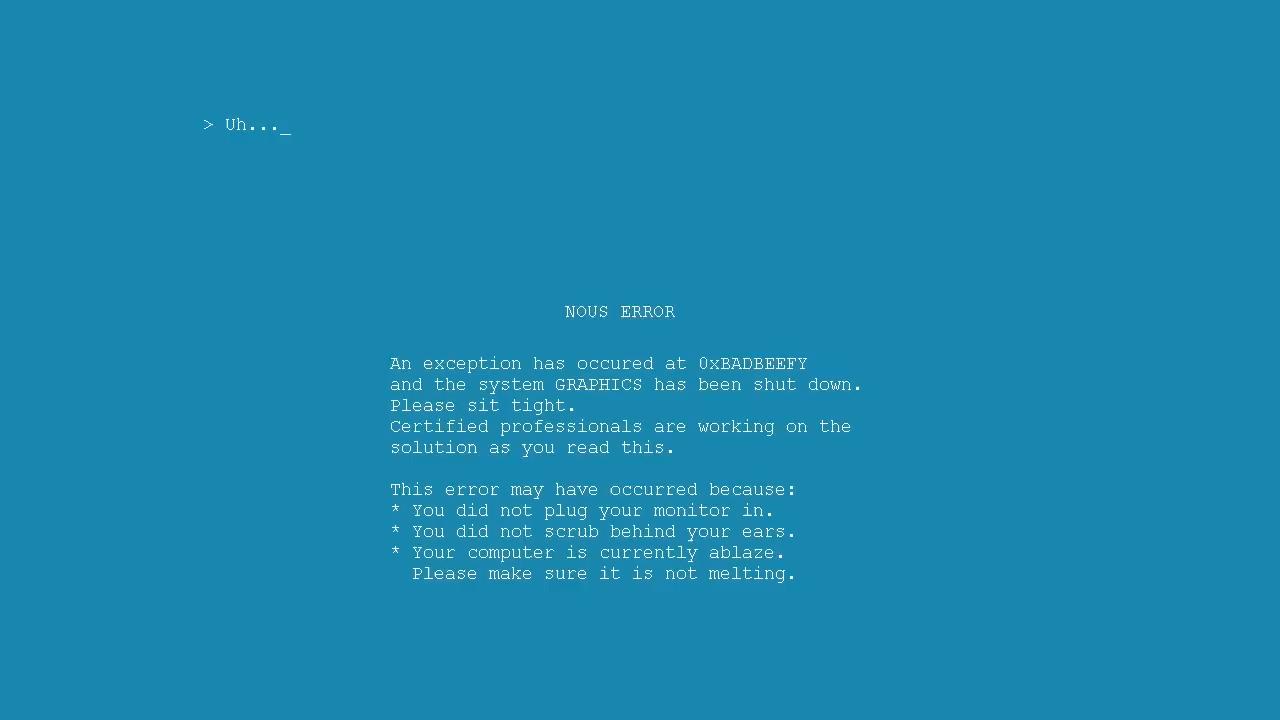 > Uh..._
NOUS ERROR
An exception has occured at 0xBADBEEFY
and the system GRAPHICS has been shut down.
Please sit tight.
Certified professionals are working on the
solution as you read this.
This error may have occurred because:
* You did not plug your monitor in.
* You did not scrub behind your ears.
* Your computer is currently ablaze.
Please make sure it is not melting.